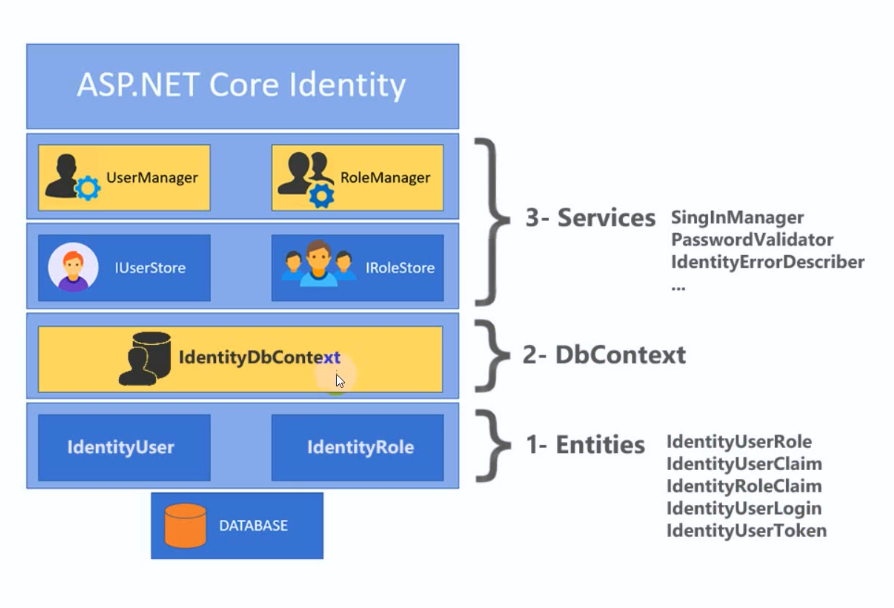 ASP.NET Core Identity
UserManager
RoleManager
IUserStore
IRoleStore
3- Services
SingInManager
PasswordValidator
IdentityErrorDescriber
...
IdentityDbContext
2- DbContext
IdentityUser
IdentityRole
1- Entities
IdentityUserRole
IdentityUserClaim
IdentityRoleClaim
IdentityUserLogin
IdentityUserToken
DATABASE